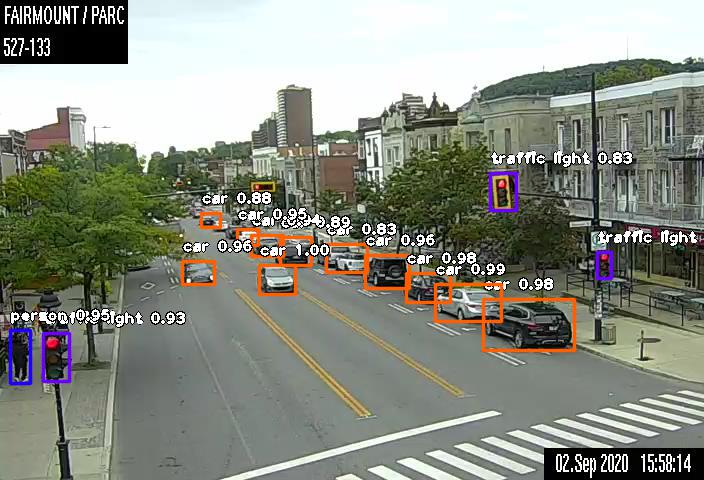 FAIRMOUNT / PARC
527-133
traffic light 0.83
car 0.88
car 0.95
0.89
car 0.83
car 0.96
car 1.00
car 0.96
traffic light
car 0.98
car 0.99
car 0.98
person 0.95
light 0.93
02.Sep 2020 15:58:14